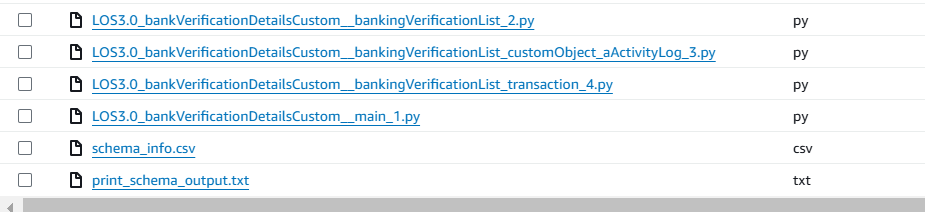 LOS3.0_bankVerificationDetailsCustom__bankingVerificationList_2.py py
LOS3.0_bankVerificationDetailsCustom__bankingVerificationList_customObject_aActivityLog_3.py py
LOS3.0_bankVerificationDetailsCustom__bankingVerificationList_transaction_4.py py
LOS3.0_bankVerificationDetailsCustom__main_1.py py
schema_info.csv csv
print_schema_output.txt txt